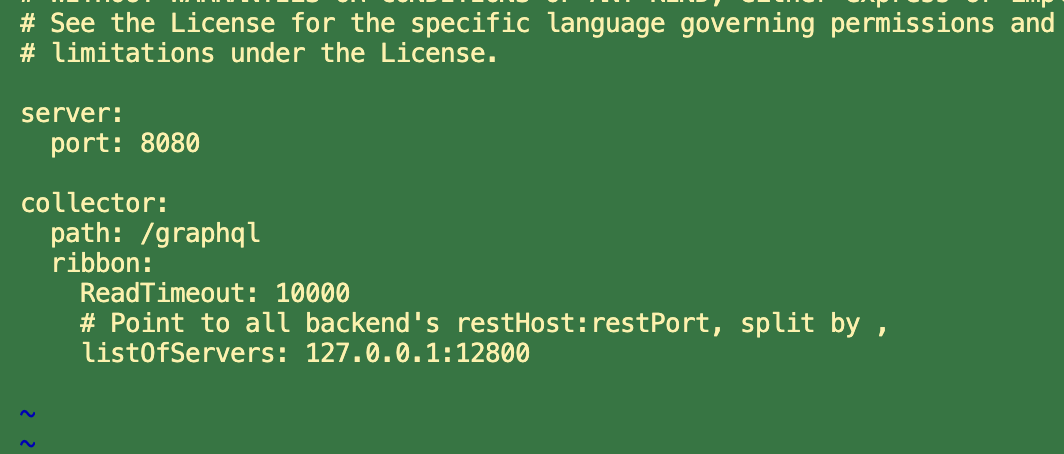 # See the License for the specific language governing permissions and
# limitations under the License.
server:
  port: 8080
collector:
  path: /graphql
  ribbon:
    ReadTimeout: 10000
    # Point to all backend's restHost:restPort, split by ,
    listOfServers: 127.0.0.1:12800
~
~